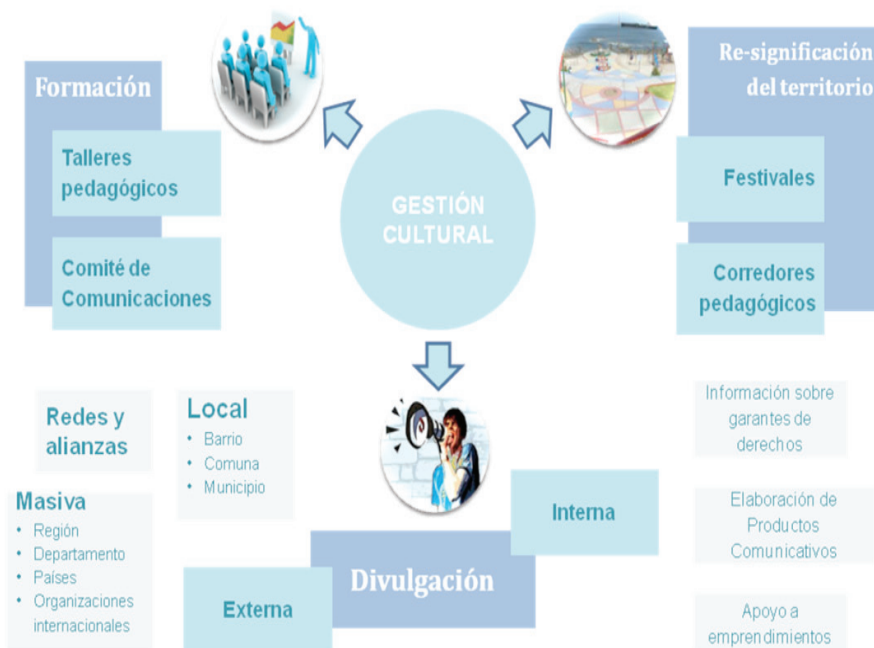 Formación
Talleres
pedagógicos
Comité de
Comunicaciones
GESTIÓN
CULTURAL
Re-significación
del territorio
Festivales
Corredores
pedagógicos
Redes y
alianzas
Local
• Barrio
• Comuna
• Municipio
Masiva
• Región
• Departamento
• Países
• Organizaciones
internacionales
Externa
Divulgación
Interna
Información sobre
garantes de
derechos
Elaboración de
Productos
Comunicativos
Apoyo a
emprendimientos